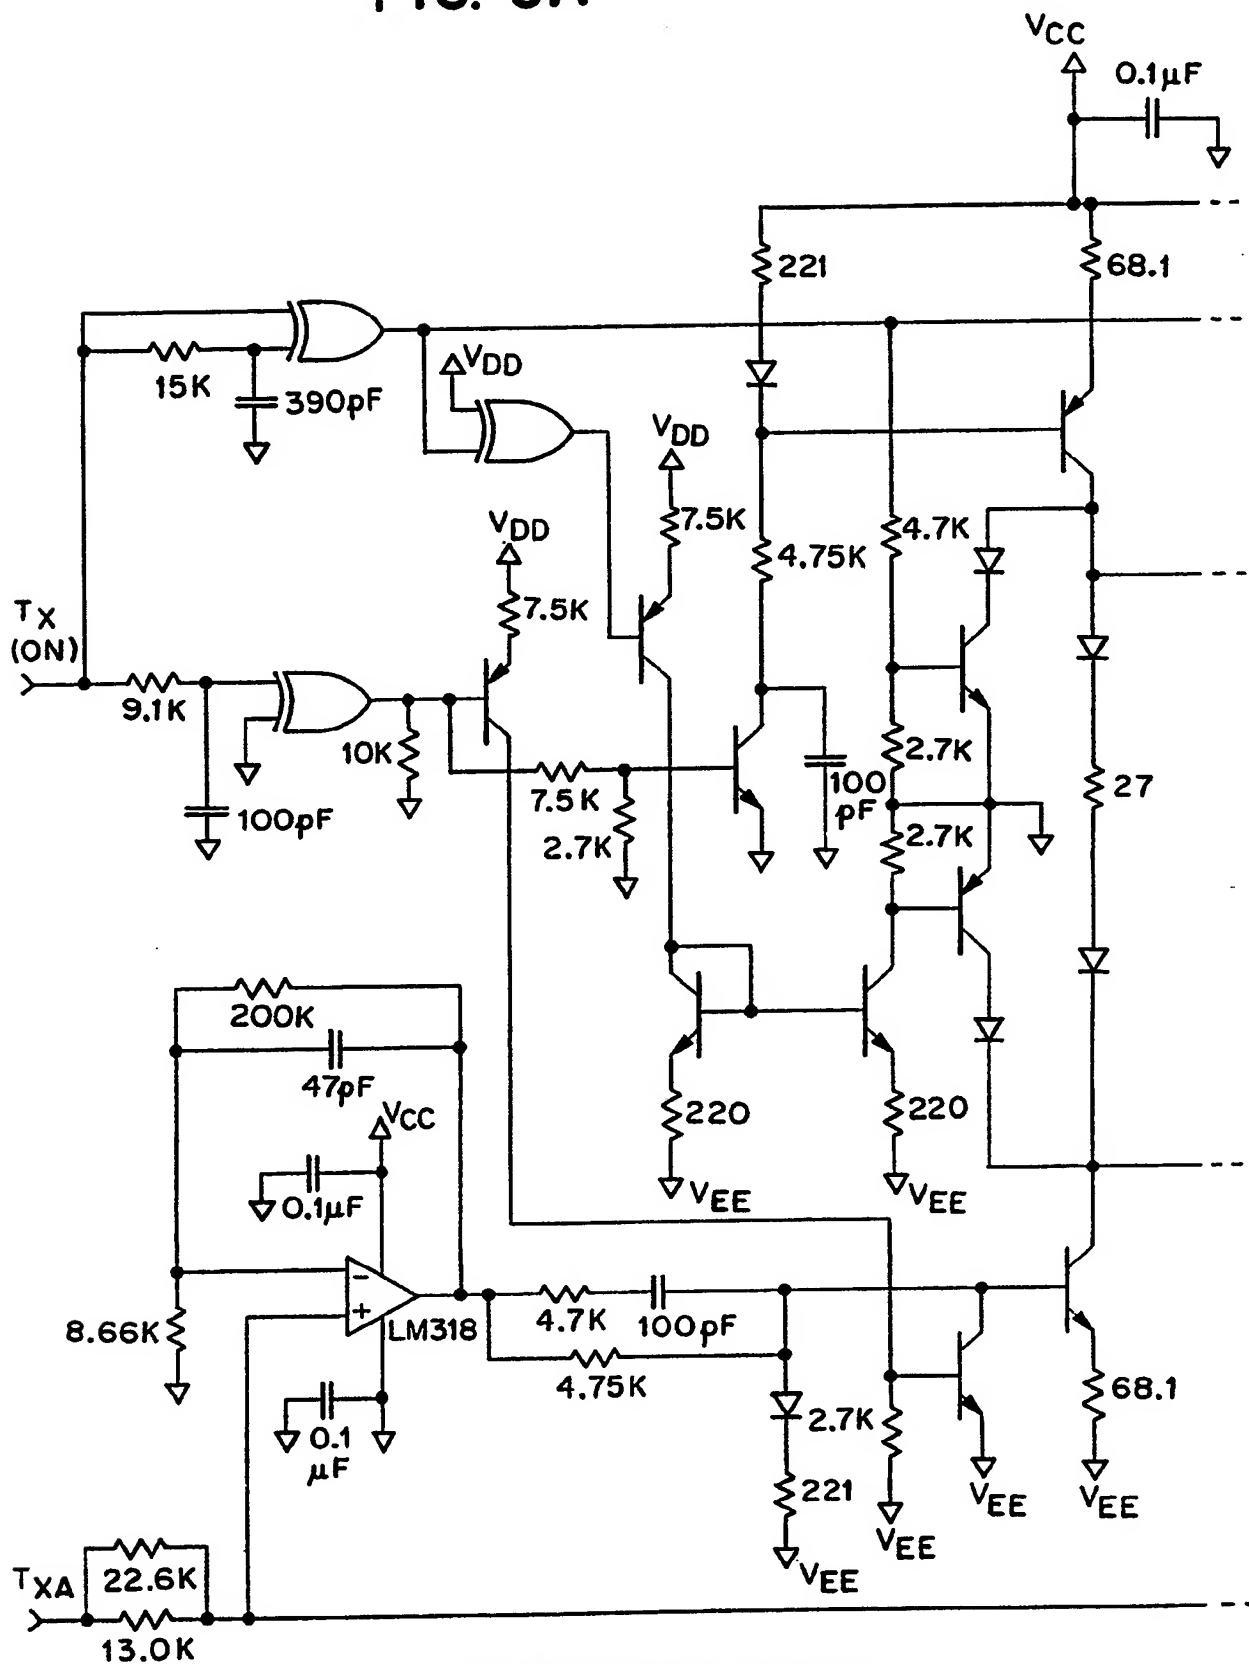 VCC
0.1µF
221
68.1
15K
390pF
VDD
VDD
7.5K
VDD
4.75K
4.7K
7.5K
TX
(ON)
9.1K
10K
2.7K
27
100pF
7.5K
100
pF
2.7K
2.7K
200K
47pF
VCC
220
220
0.1µF
VEE
VEE
8.66K
LM318
4.7K
100pF
4.75K
68.1
2.7K
0.1
µF
221
VEE
VEE
VEE
VEE
TXA
22.6K
13.0K